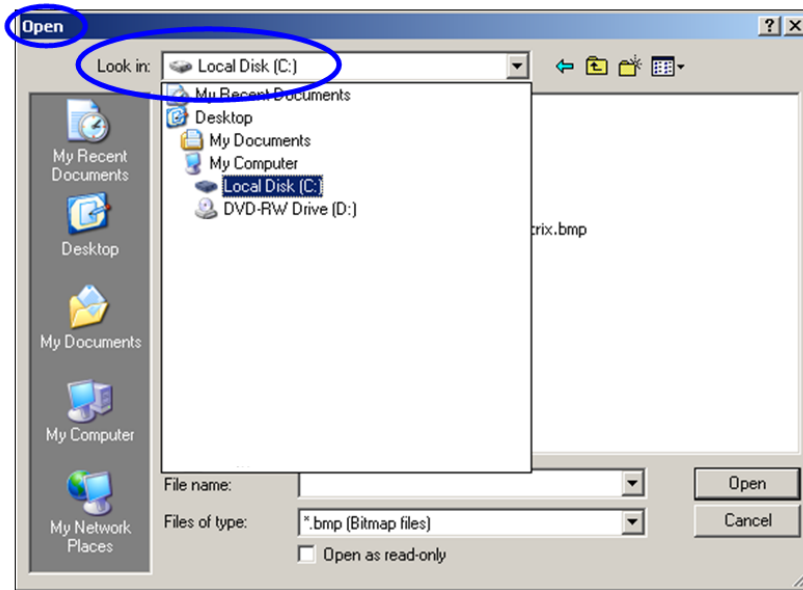 Open
Look in: Local Disk (C:)
My Recent Documents
Desktop
My Documents
My Computer
Local Disk (C:)
DVD-RW Drive (D:)
trix.bmp
My Recent
Documents
Desktop
My Documents
My Computer
My Network
Places
File name: Open
Files of type: *.bmp (Bitmap files) Cancel
Open as read-only